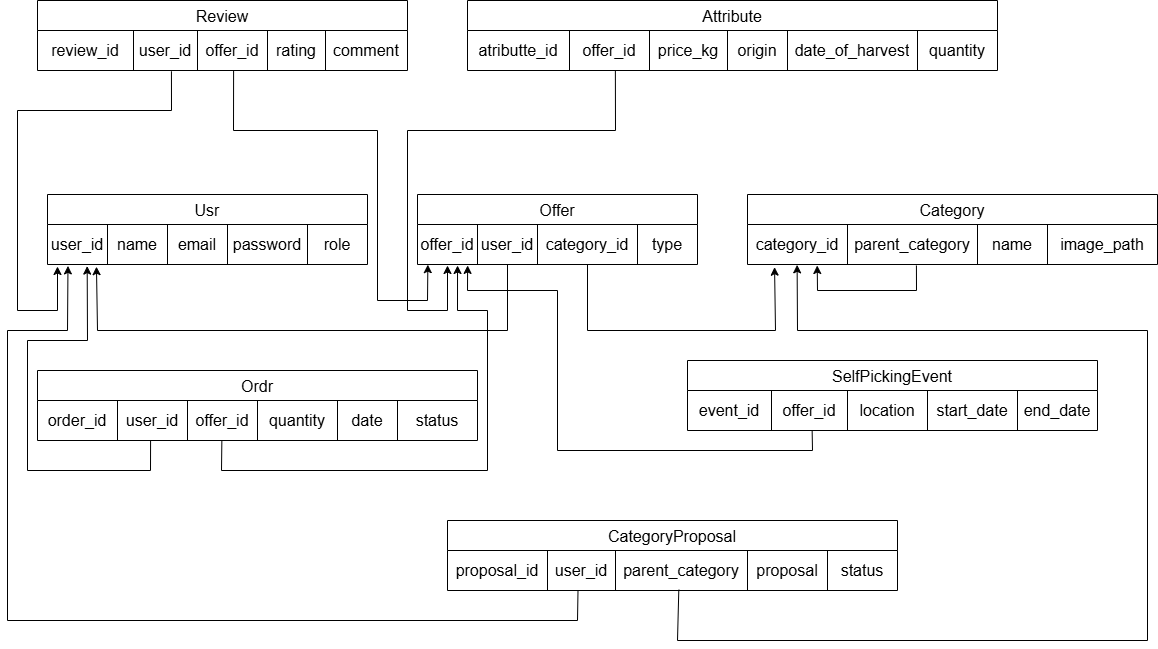 Review
review_id user_id offer_id rating comment
Attribute
atributte_id offer_id price_kg origin date_of_harvest quantity
Usr
user_id name email password role
Offer
offer_id user_id category_id type
Category
category_id parent_category name image_path
Ordr
order_id user_id offer_id quantity date status
SelfPickingEvent
event_id offer_id location start_date end_date
CategoryProposal
proposal_id user_id parent_category proposal status